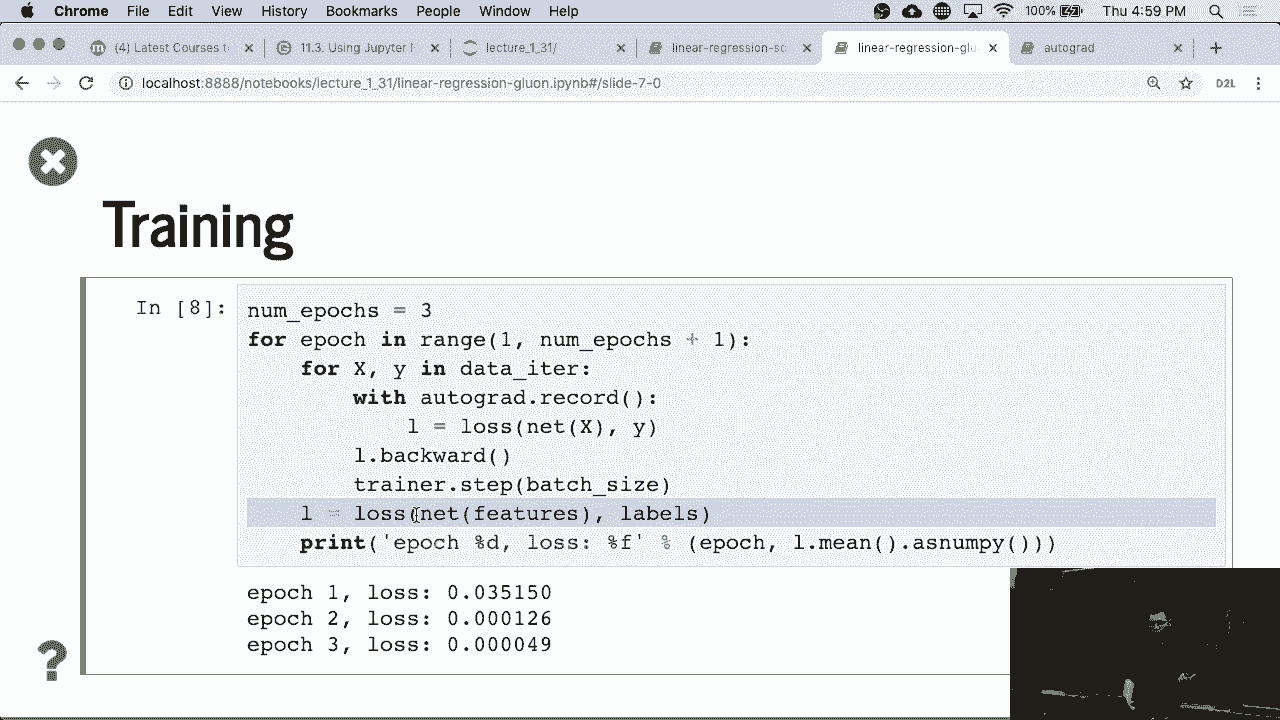 Chrome File Edit View History Bookmarks People Window Help 100% Thu 4:59 PM
(4) Latest Courses t 11.3. Using Jupyter lecture_1_31/ linear-regression-sc linear-regression-glu autograd
localhost:8888/notebooks/lecture_1_31/linear-regression-gluon.ipynb#/slide-7-0 D2L
Training
In [8]: num_epochs = 3
for epoch in range(1, num_epochs + 1):
for X, y in data_iter:
with autograd.record():
l = loss(net(X), y)
l.backward()
trainer.step(batch_size)
l = loss(net(features), labels)
print('epoch %d, loss: %f' % (epoch, l.mean().asnumpy()))
epoch 1, loss: 0.035150
epoch 2, loss: 0.000126
epoch 3, loss: 0.000049